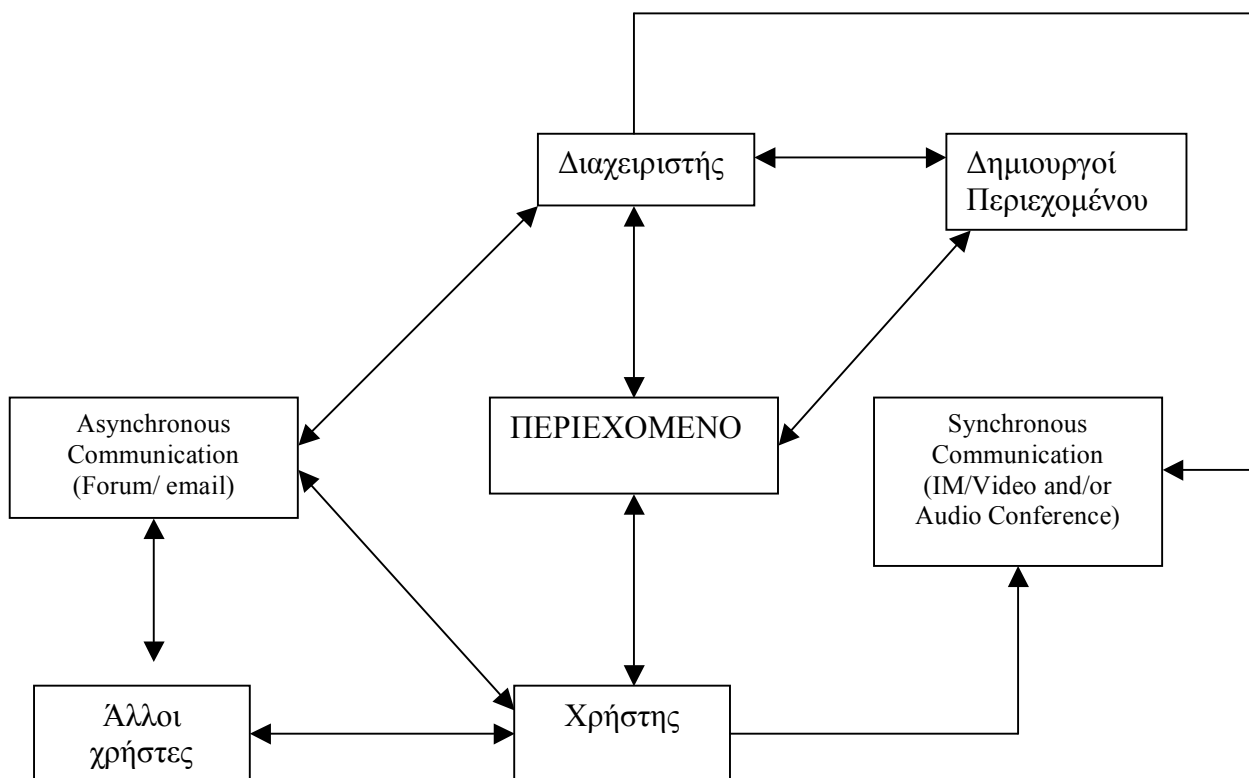 Διαχειριστής
Δημιουργοί
Περιεχομένου
Asynchronous
Communication
(Forum/ email)
ΠΕΡΙΕΧΟΜΕΝΟ
Synchronous
Communication
(IM/Video and/or
Audio Conference)
Άλλοι
χρήστες
Χρήστης